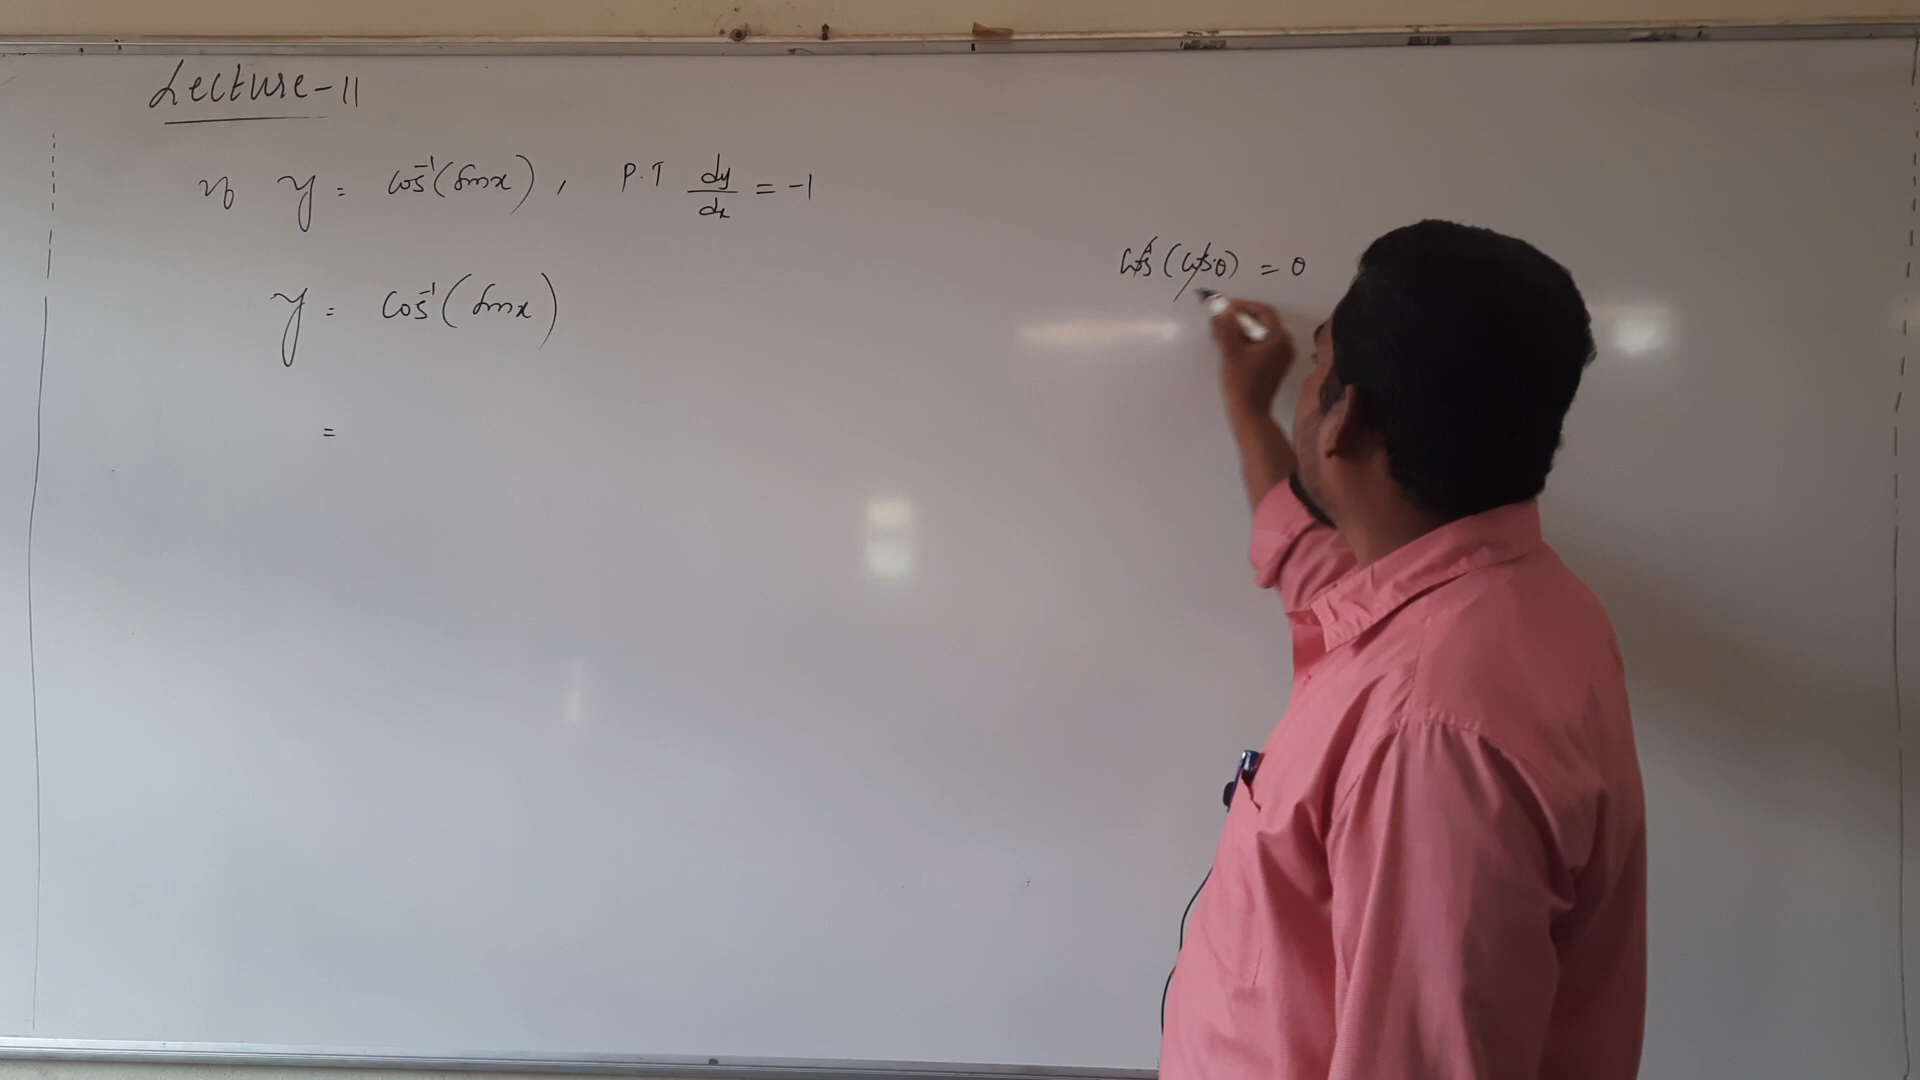 Lecture-11
If y = cos⁻¹(sinx), P.T dy/dx = -1
y = cos⁻¹(sinx)
cos⁻¹(cosθ) = θ
=